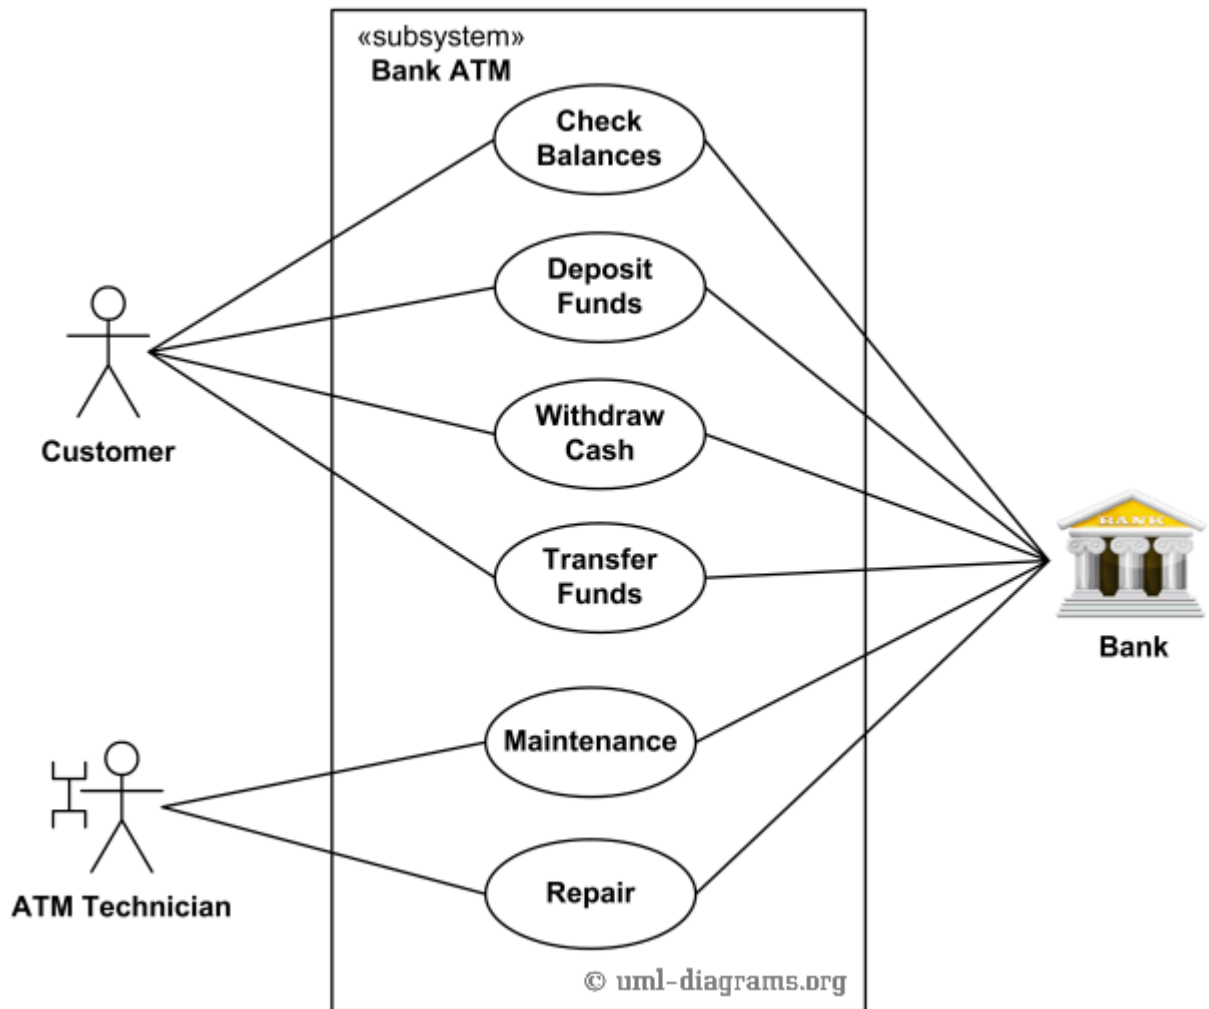 «subsystem»
Bank ATM
Check
Balances
Deposit
Funds
Customer
Withdraw
Cash
BANK
Transfer
Funds
Bank
Maintenance
ATM Technician
Repair
© uml-diagrams.org